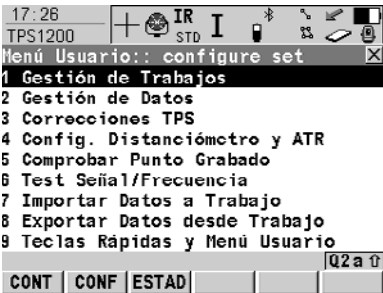 17:26
TPS1200
IR
STD
I
Menú Usuario:: configure set
1 Gestión de Trabajos
2 Gestión de Datos
3 Correcciones TPS
4 Config. Distanciómetro y ATR
5 Comprobar Punto Grabado
6 Test Señal/Frecuencia
7 Importar Datos a Trabajo
8 Exportar Datos desde Trabajo
9 Teclas Rápidas y Menú Usuario
Q2a⇧
CONT CONF ESTAD